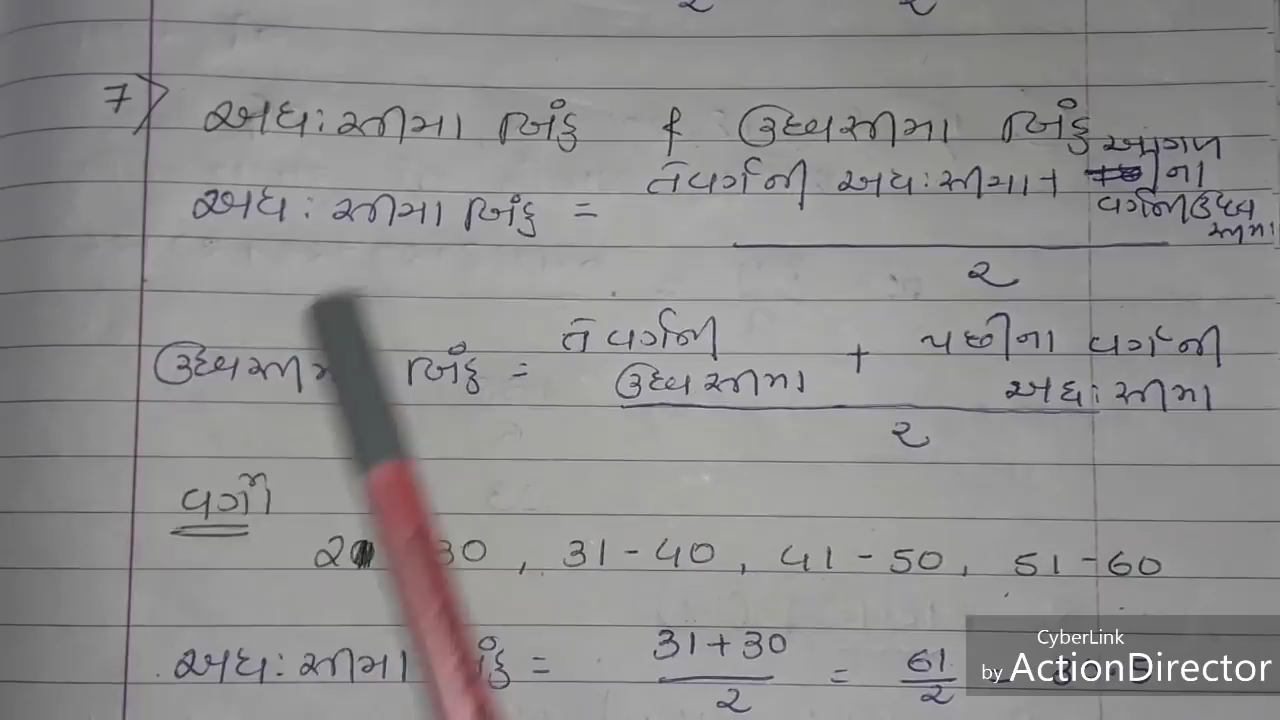 7) અધઃસીમા બિંદુ ફ ઉર્ધ્વસીમા બિંદુ
અધઃસીમા બિંદુ = તે વર્ગની અધઃસીમા + આગળના વર્ગની ઉર્ધ્વસીમા
૨
ઉર્ધ્વસીમા બિંદુ = તે વર્ગની ઉર્ધ્વસીમા + પછીના વર્ગની અધઃસીમા
૨
વર્ગો
30, 31-40, 41-50, 51-60
અધઃસીમા = 31+30 / 2 = 61 / 2
CyberLink
by ActionDirector